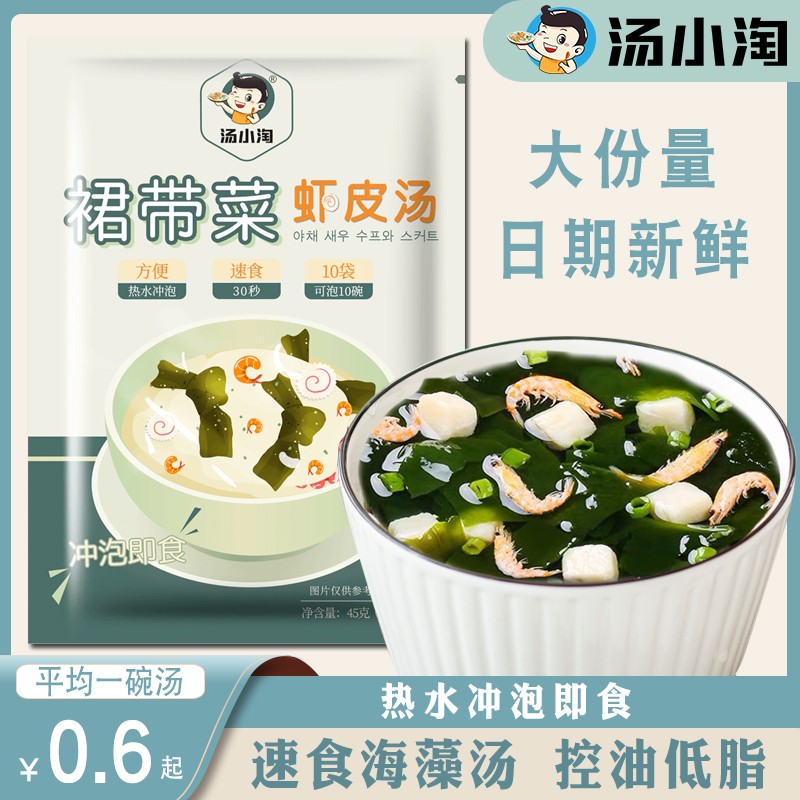 汤小淘
大份量
日期新鲜
®
汤小淘
裙带菜 虾皮汤
야채 새우 수프와 스커트
方便 速食 10袋
热水冲泡 30秒 可泡10碗
冲泡即食
图片仅供参考
净含量：45克
平均一碗汤
¥0.6起
热水冲泡即食
速食海藻汤 控油低脂